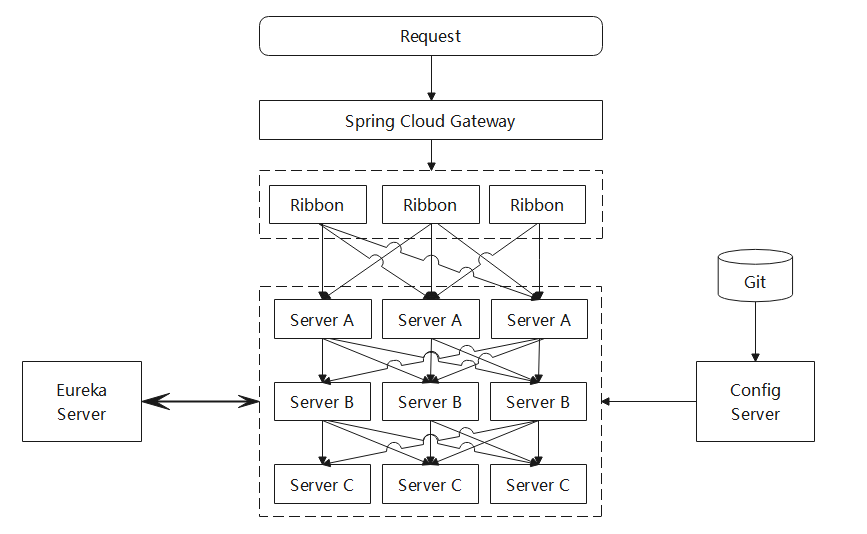 Request
Spring Cloud Gateway
Ribbon Ribbon Ribbon
Git
Server A Server A Server A
Eureka
Server
Server B Server B Server B
Config
Server
Server C Server C Server C